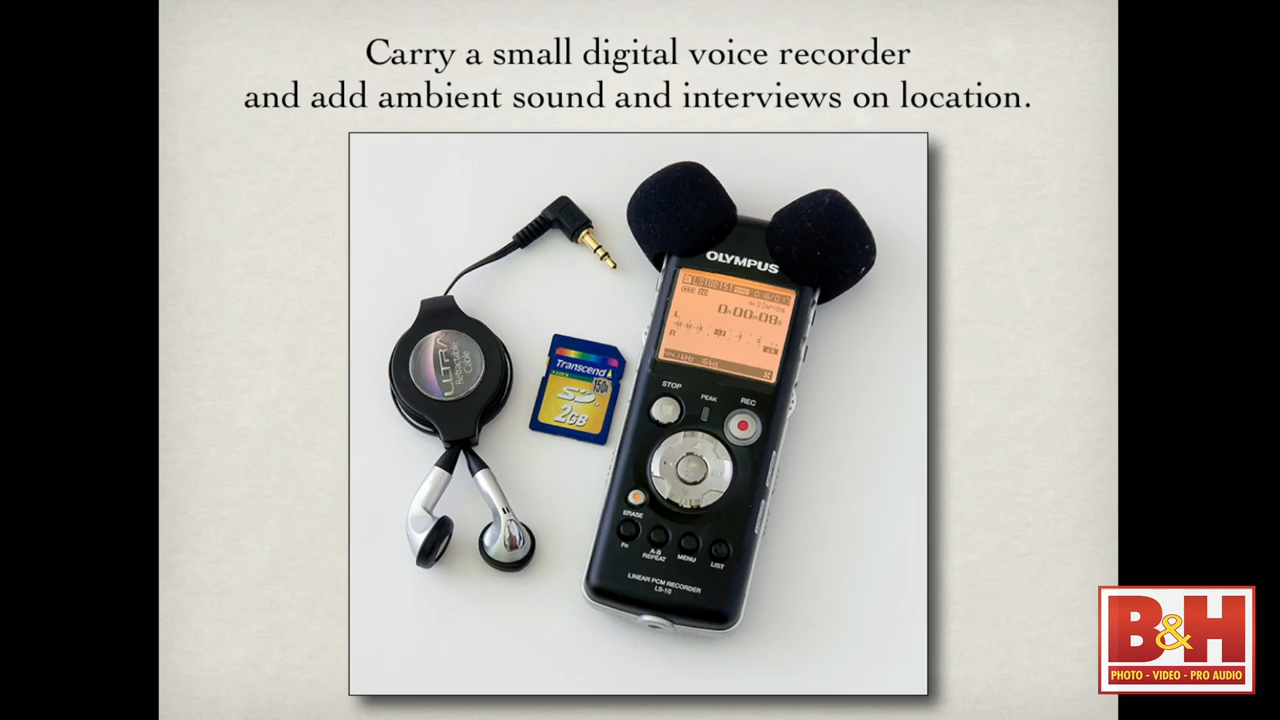 Carry a small digital voice recorder
and add ambient sound and interviews on location.
OLYMPUS
0H00M08S
L
R
STOP
PEAK
REC
ULTRA
Retractable
Cable
Transcend
150X
SD
2GB
ERASE
Fn
A-B
REPEAT
MENU
LIST
LINEAR PCM RECORDER
LS-10
B&H
PHOTO - VIDEO - PRO AUDIO